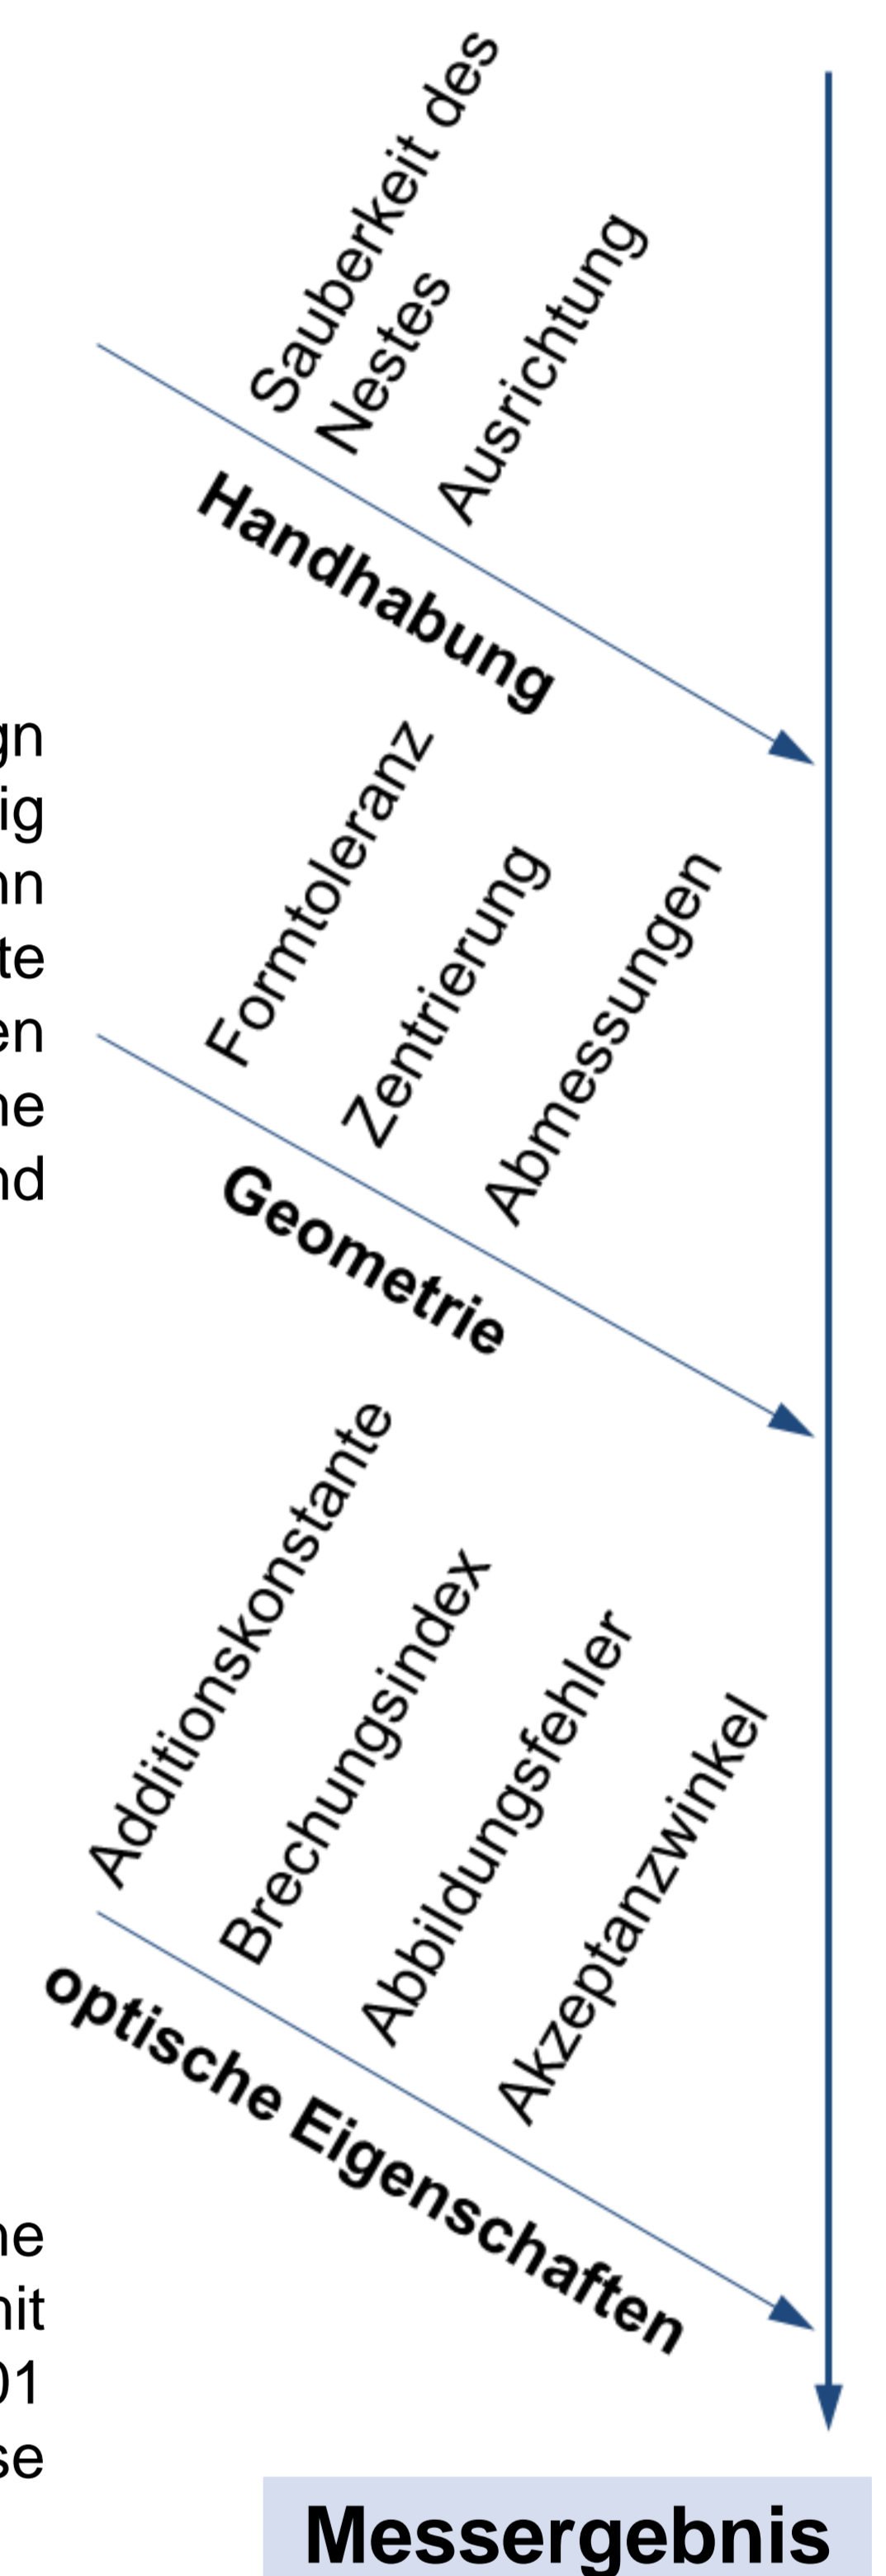 Sauberkeit des
Nestes
Ausrichtung
Handhabung
Formtoleranz
Zentrierung
Abmessungen
Geometrie
Additionskonstante
Brechungsindex
Abbildungsfehler
Akzeptanzwinkel
optische Eigenschaften
Messergebnis